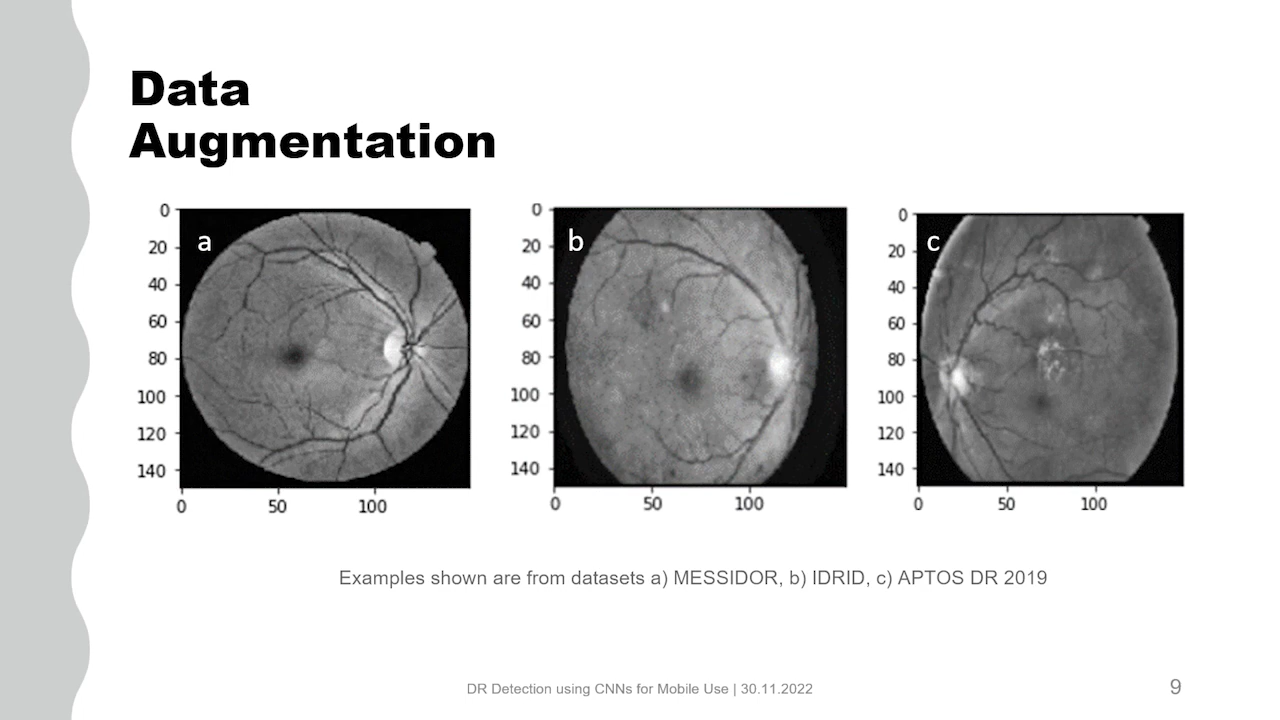 Data
Augmentation
a
0
20
40
60
80
100
120
140
0 50 100
b
0
20
40
60
80
100
120
140
0 50 100
c
0
20
40
60
80
100
120
140
0 50 100
Examples shown are from datasets a) MESSIDOR, b) IDRID, c) APTOS DR 2019
DR Detection using CNNs for Mobile Use | 30.11.2022
9